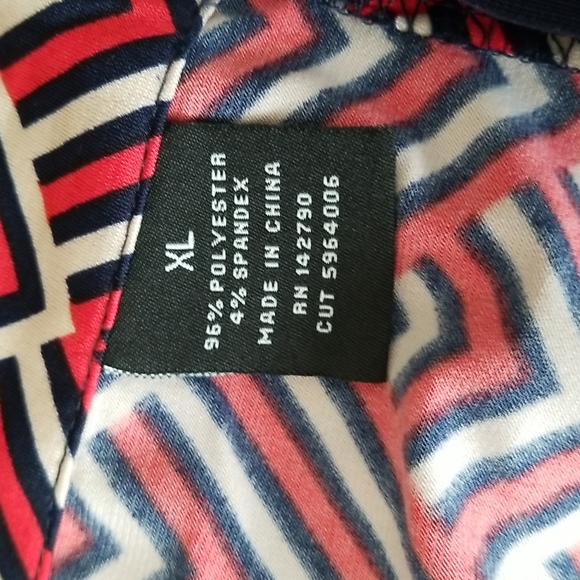 XL
96% POLYESTER
4% SPANDEX
MADE IN CHINA
RN 142790
CUT 5964006